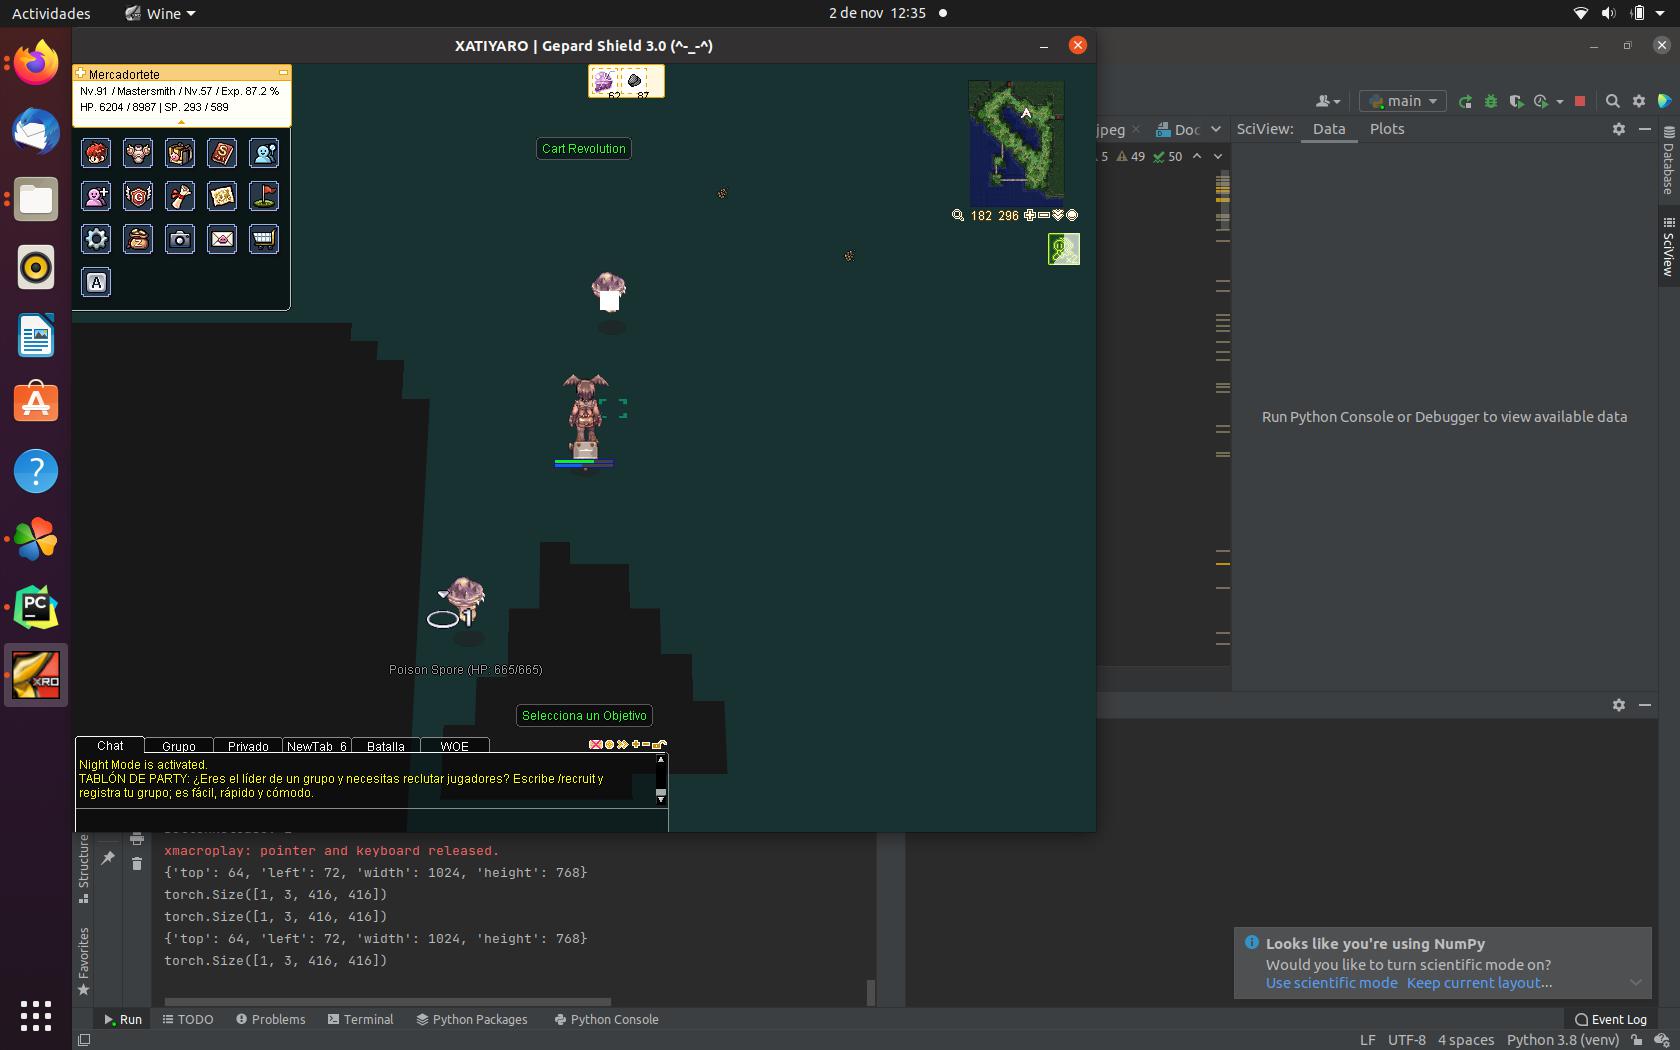 Actividades
Wine
2 de nov 12:35
XATIYARO | Gepard Shield 3.0 (^-_-^)
Mercadortete
Nv.91 / Mastersmith / Nv.57 / Exp. 87.2 %
HP. 6204 / 8987 | SP. 293 / 589
62 87
Cart Revolution
182 296
A
main
jpeg
Doc
SciView:
Data
Plots
5 49 50
Database
SciView
Run Python Console or Debugger to view available data
1
Poison Spore (HP: 665/665)
Selecciona un Objetivo
Chat
Grupo
Privado
NewTab_6
Batalla
WOE
Night Mode is activated.
TABLÓN DE PARTY: ¿Eres el líder de un grupo y necesitas reclutar jugadores? Escribe /recruit y
registra tu grupo; es fácil, rápido y cómodo.
PC
XRO
xmacroplay: pointer and keyboard released.
{'top': 64, 'left': 72, 'width': 1024, 'height': 768}
torch.Size([1, 3, 416, 416])
torch.Size([1, 3, 416, 416])
{'top': 64, 'left': 72, 'width': 1024, 'height': 768}
torch.Size([1, 3, 416, 416])
Structure
Favorites
Looks like you're using NumPy
Would you like to turn scientific mode on?
Use scientific mode Keep current layout...
Run
TODO
Problems
Terminal
Python Packages
Python Console
Event Log
LF UTF-8 4 spaces Python 3.8 (venv)